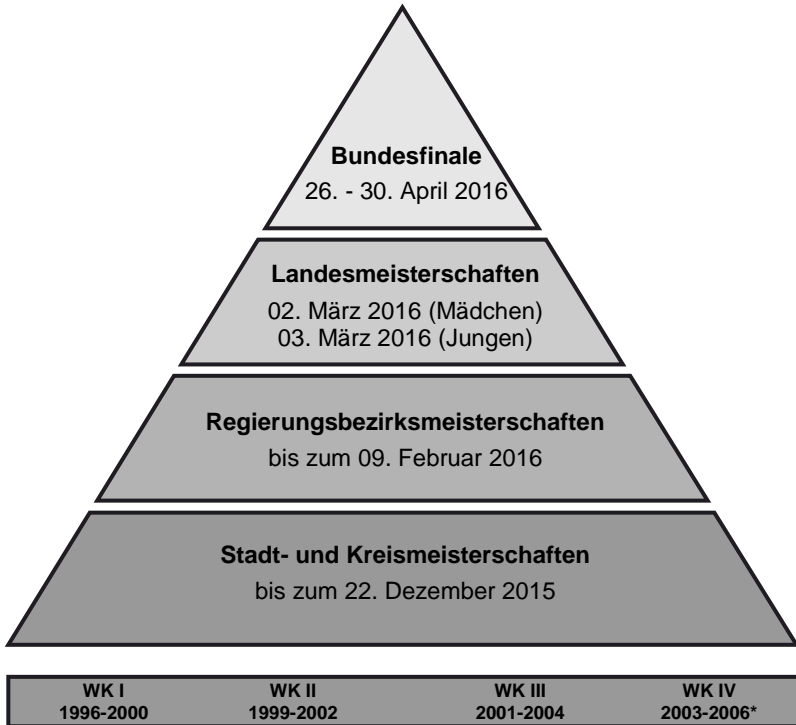 Bundesfinale
26. - 30. April 2016
Landesmeisterschaften
02. März 2016 (Mädchen)
03. März 2016 (Jungen)
Regierungsbezirksmeisterschaften
bis zum 09. Februar 2016
Stadt- und Kreismeisterschaften
bis zum 22. Dezember 2015
WK I WK II WK III WK IV
1996-2000 1999-2002 2001-2004 2003-2006*